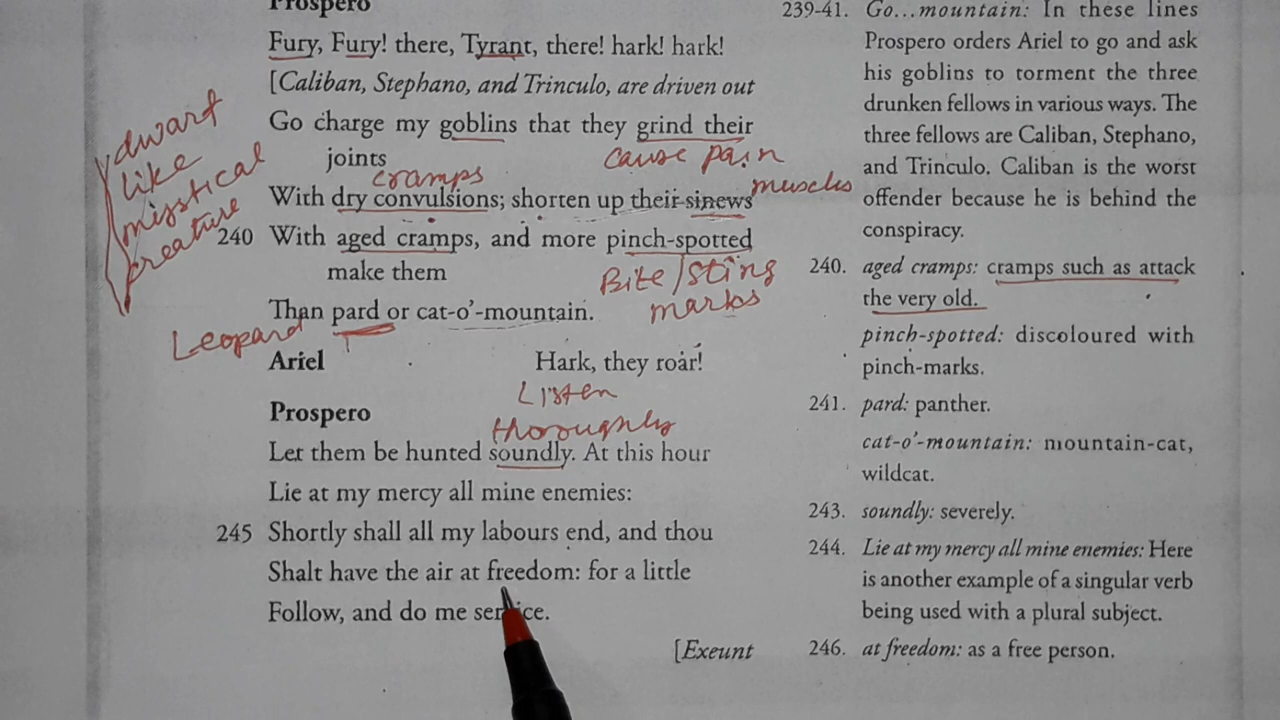 Prospero
Fury, Fury! there, Tyrant, there! hark! hark!
[Caliban, Stephano, and Trinculo, are driven out
Go charge my goblins that they grind their
joints
cause pain
cramps
muscles
With dry convulsions; shorten up their sinews
240 With aged cramps, and more pinch-spotted
make them
Bite/sting
marks
Than pard or cat-o'-mountain.
Leopard
dwarf
like
mystical
creature
Ariel Hark, they roar!
Listen
Prospero
thoroughly
Let them be hunted soundly. At this hour
Lie at my mercy all mine enemies:
245 Shortly shall all my labours end, and thou
Shalt have the air at freedom: for a little
Follow, and do me service.
[Exeunt
239-41. Go...mountain: In these lines
Prospero orders Ariel to go and ask
his goblins to torment the three
drunken fellows in various ways. The
three fellows are Caliban, Stephano,
and Trinculo. Caliban is the worst
offender because he is behind the
conspiracy.
240. aged cramps: cramps such as attack
the very old.
pinch-spotted: discoloured with
pinch-marks.
241. pard: panther.
cat-o'-mountain: mountain-cat,
wildcat.
243. soundly: severely.
244. Lie at my mercy all mine enemies: Here
is another example of a singular verb
being used with a plural subject.
246. at freedom: as a free person.